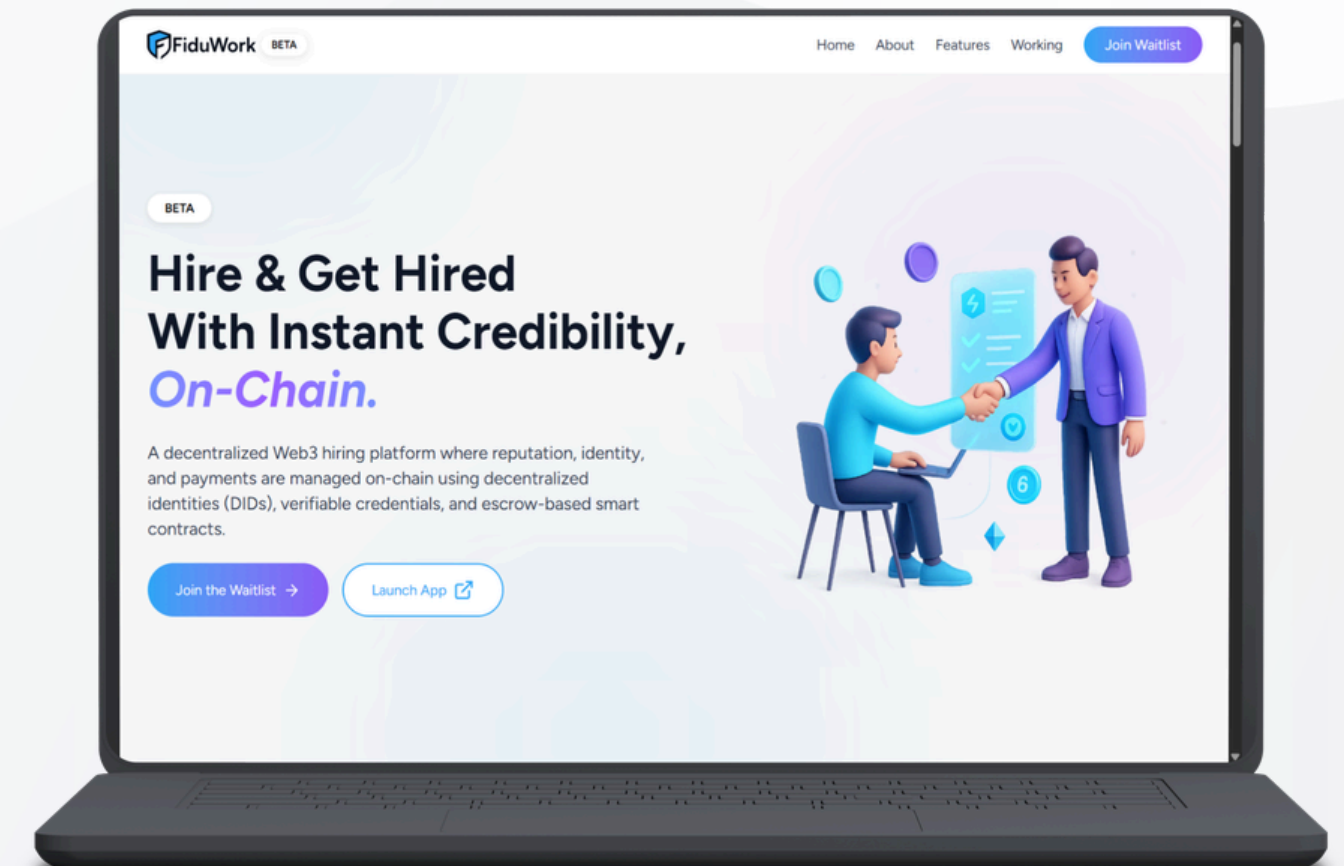 FiduWork BETA
Home About Features Working Join Waitlist
BETA
Hire & Get Hired
With Instant Credibility,
On-Chain.
A decentralized Web3 hiring platform where reputation, identity,
and payments are managed on-chain using decentralized
identities (DIDs), verifiable credentials, and escrow-based smart
contracts.
Join the Waitlist →
Launch App
6